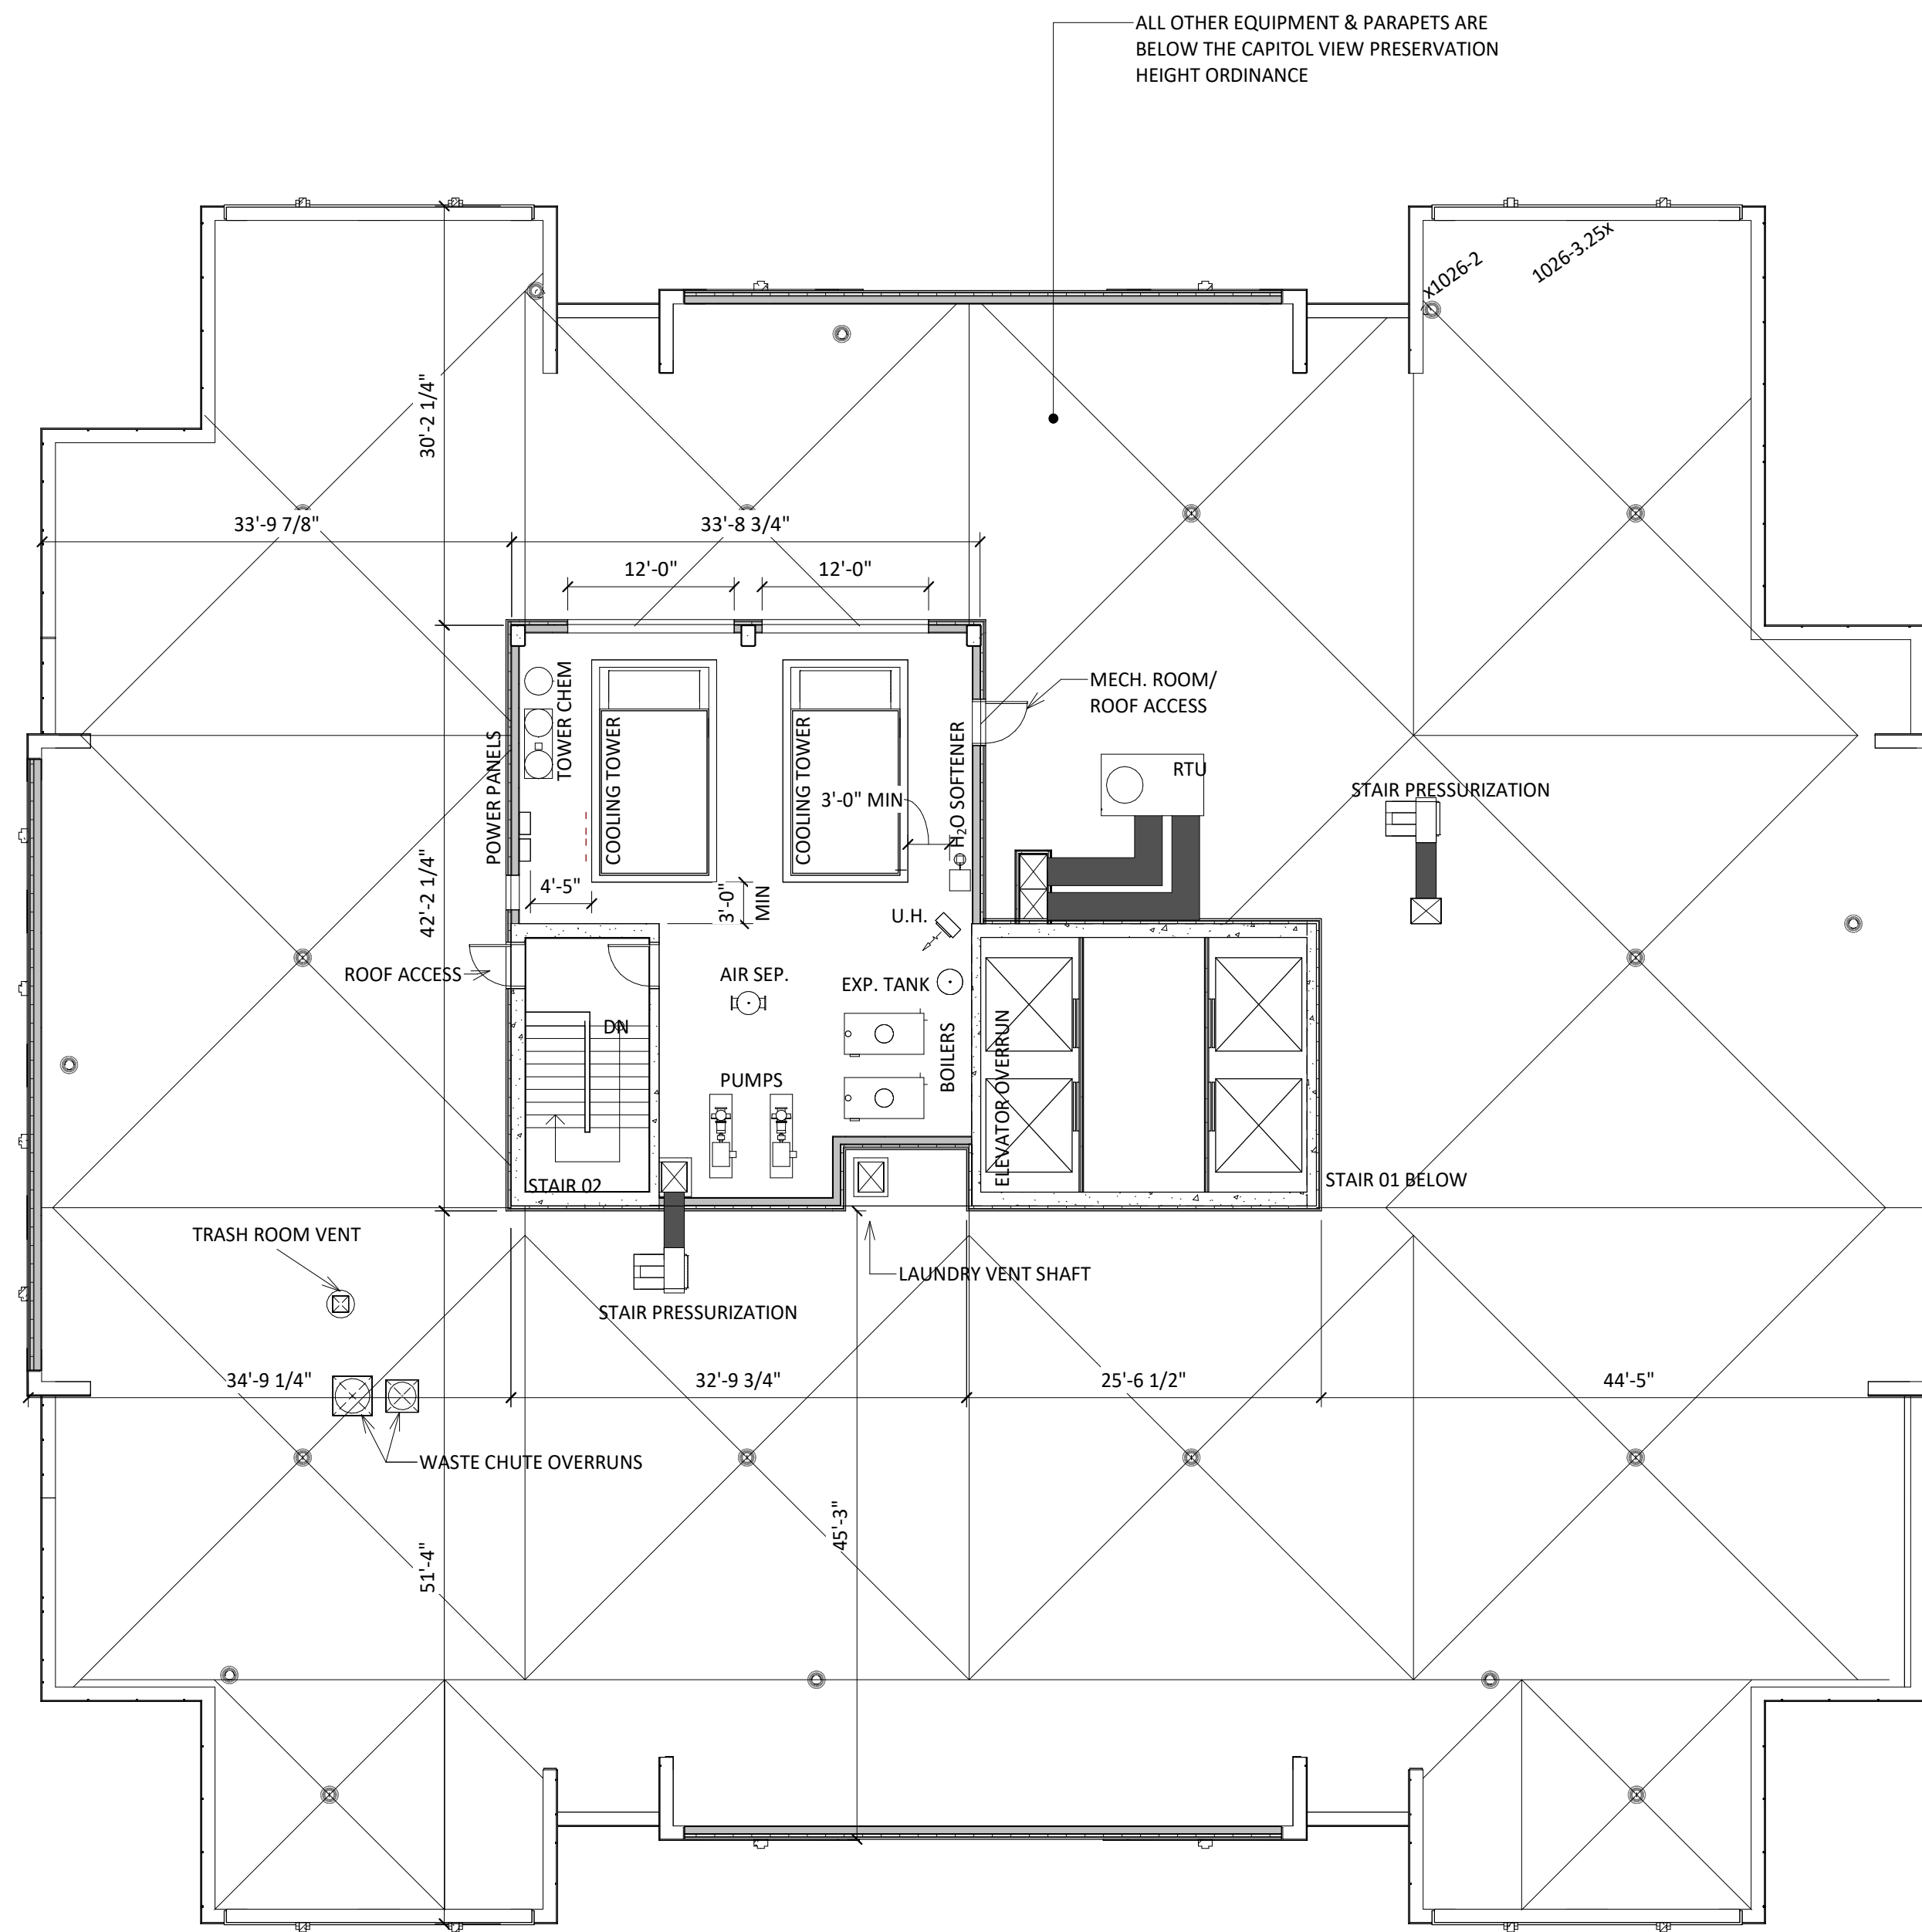 ALL OTHER EQUIPMENT & PARAPETS ARE
BELOW THE CAPITOL VIEW PRESERVATION
HEIGHT ORDINANCE
x1026-2
1026-3.25x
30'-2 1/4"
33'-9 7/8"
33'-8 3/4"
12'-0"
12'-0"
MECH. ROOM/
ROOF ACCESS
POWER PANELS
TOWER CHEM
COOLING TOWER
COOLING TOWER
3'-0" MIN
H₂O SOFTENER
RTU
STAIR PRESSURIZATION
42'-2 1/4"
4'-5"
3'-0"
MIN
U.H.
ROOF ACCESS
AIR SEP.
EXP. TANK
DN
BOILERS
ELEVATOR OVERRUN
PUMPS
STAIR 02
STAIR 01 BELOW
TRASH ROOM VENT
LAUNDRY VENT SHAFT
STAIR PRESSURIZATION
34'-9 1/4"
32'-9 3/4"
25'-6 1/2"
44'-5"
WASTE CHUTE OVERRUNS
45'-3"
51'-4"